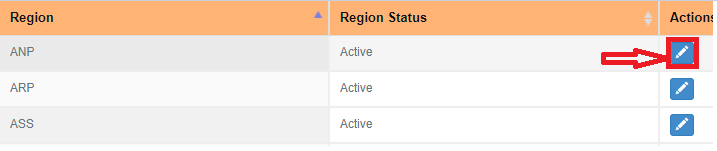 Region Region Status Actions
ANP Active
ARP Active
ASS Active